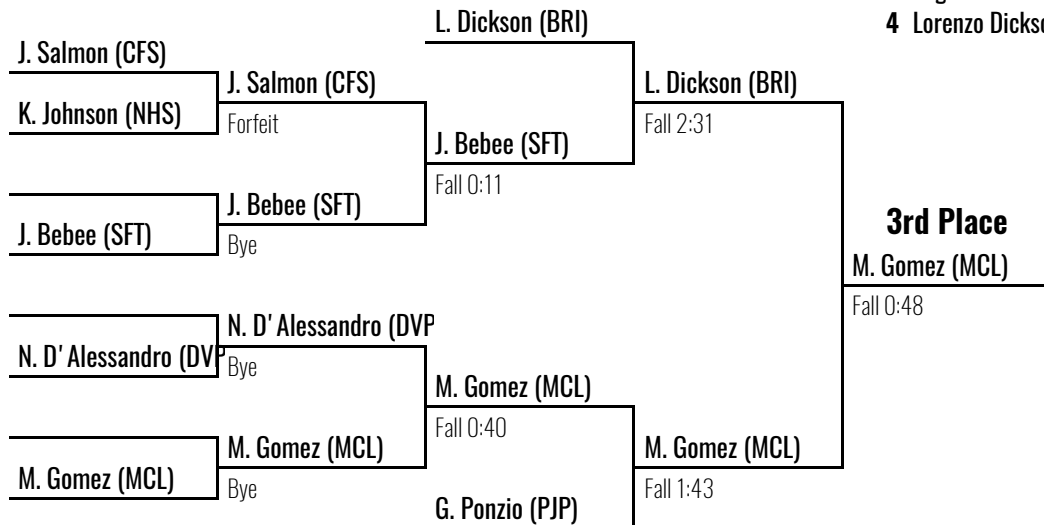 L. Dickson (BRI)
4 Lorenzo
J. Salmon (CFS)
J. Salmon (CFS)
L. Dickson (BRI)
K. Johnson (NHS)
Forfeit
Fall 2:31
J. Bebee (SFT)
Fall 0:11
J. Bebee (SFT)
J. Bebee (SFT)
Bye
3rd Place
M. Gomez (MCL)
Fall 0:48
N. D'Alessandro (DVP
N. D'Alessandro (DVP
Bye
M. Gomez (MCL)
Fall 0:40
M. Gomez (MCL)
M. Gomez (MCL)
M. Gomez (MCL)
Bye
Fall 1:43
G. Ponzio (PJP)